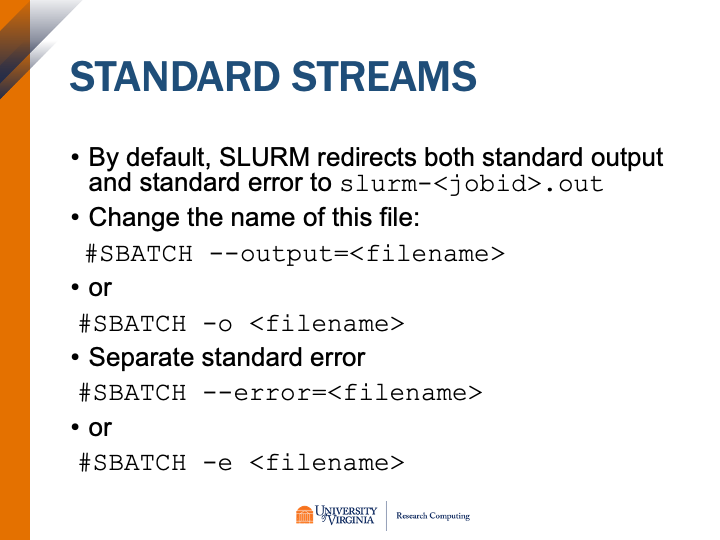 STANDARD STREAMS
• By default, SLURM redirects both standard output
and standard error to slurm-<jobid>.out
• Change the name of this file:
#SBATCH --output=<filename>
• or
#SBATCH -o <filename>
• Separate standard error
#SBATCH --error=<filename>
• or
#SBATCH -e <filename>
UNIVERSITY
of VIRGINIA
Research Computing